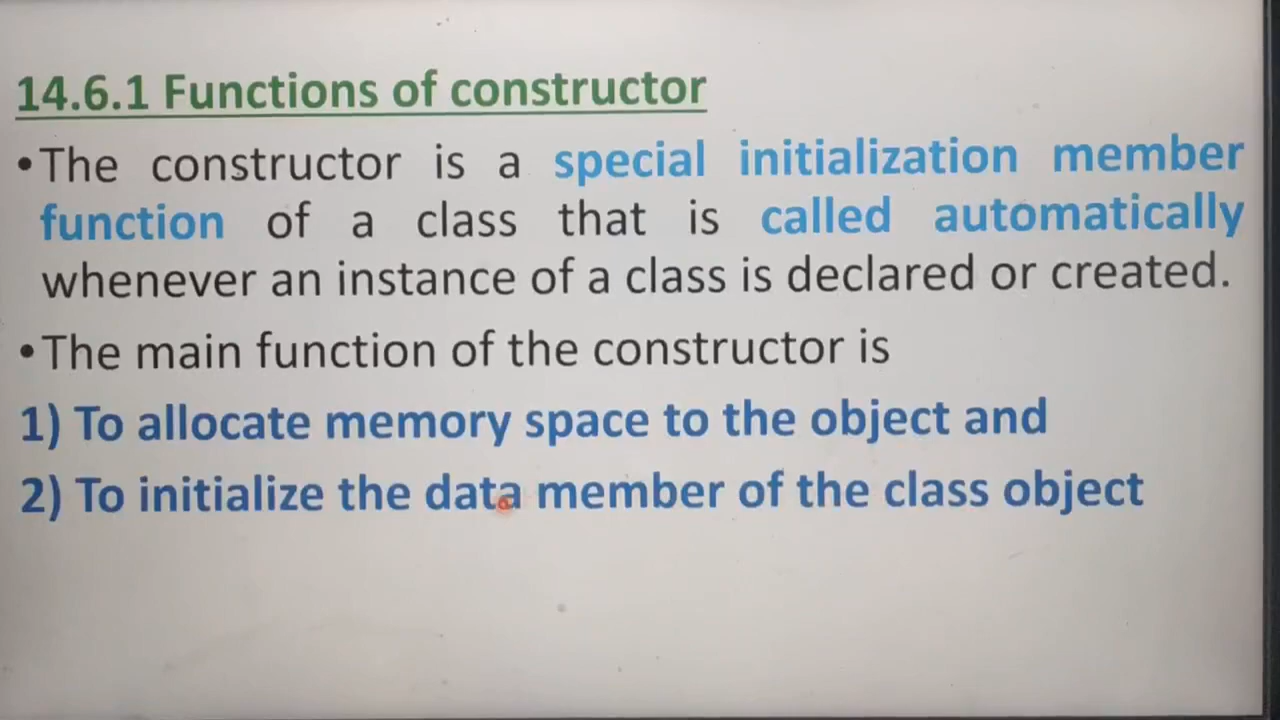 14.6.1 Functions of constructor
•The constructor is a special initialization member
function of a class that is called automatically
whenever an instance of a class is declared or created.
•The main function of the constructor is
1) To allocate memory space to the object and
2) To initialize the data member of the class object